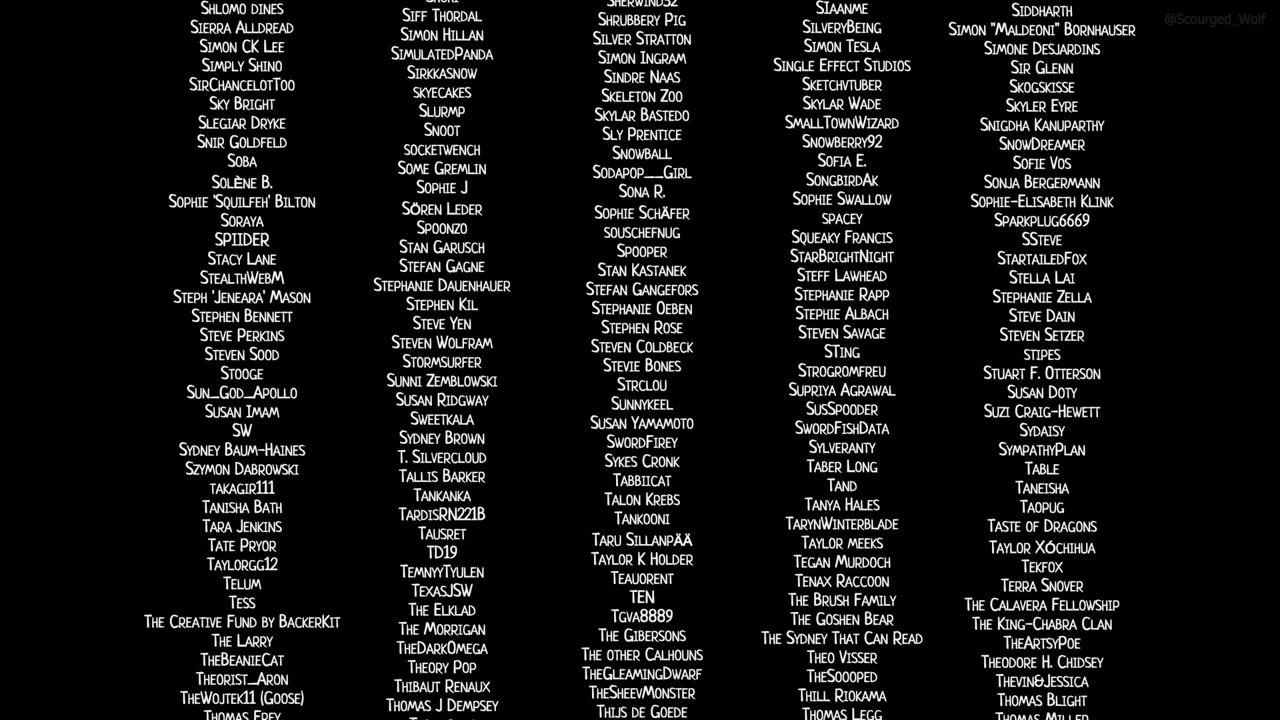 @Scourged_Wolf
Shlomo dines
Sierra Alldread
Simon CK Lee
Simply Shino
SirChancelotToo
Sky Bright
Slegiar Dryke
Snir Goldfeld
Soba
Solène B.
Sophie 'Squilfeh' Bilton
Soraya
SPIIDER
Stacy Lane
StealthWebM
Steph 'Jeneara' Mason
Stephen Bennett
Steve Perkins
Steven Sood
Stooge
Sun_God_Apollo
Susan Imam
SW
Sydney Baum-Haines
Szymon Dabrowski
takagir111
Tanisha Bath
Tara Jenkins
Tate Pryor
Taylorgg12
Telum
Tess
The Creative Fund by BackerKit
The Larry
TheBeanieCat
Theorist_Aron
TheWojtek11 (Goose)
Thomas Frey
Siff Thordal
Simon Hillan
SimulatedPanda
Sirkkasnow
skyecakes
Slurmp
Snoot
socketwench
Some Gremlin
Sophie J
Sören Leder
Spoonzo
Stan Garusch
Stefan Gagne
Stephanie Dauenhauer
Stephen Kil
Steve Yen
Steven Wolfram
Stormsurfer
Sunni Zemblowski
Susan Ridgway
Sweetkala
Sydney Brown
T. Silvercloud
Tallis Barker
Tankanka
TardisRN221B
Tausret
TD19
TemnyyTyulen
TexasJSW
The Elklad
The Morrigan
TheDarkOmega
Theory Pop
Thibaut Renaux
Thomas J Dempsey
Sherwind32
Shrubbery Pig
Silver Stratton
Simon Ingram
Sindre Naas
Skeleton Zoo
Skylar Bastedo
Sly Prentice
Snowball
Sodapop__Girl
Sona R.
Sophie Schäfer
souschefnug
Spooper
Stan Kastanek
Stefan Gangefors
Stephanie Oeben
Stephen Rose
Steven Coldbeck
Stevie Bones
Strclou
Sunnykeel
Susan Yamamoto
SwordFirey
Sykes Cronk
Tabbiicat
Talon Krebs
Tankooni
Taru Sillanpää
Taylor K Holder
Teauorent
TEN
Tgva8889
The Gibersons
The other Calhouns
TheGleamingDwarf
TheSheevMonster
Thijs de Goede
SIaanme
SilveryBeing
Simon Tesla
Single Effect Studios
Sketchvtuber
Skylar Wade
SmallTownWizard
Snowberry92
Sofia E.
SongbirdAk
Sophie Swallow
spacey
Squeaky Francis
StarBrightNight
Steff Lawhead
Stephanie Rapp
Stephie Albach
Steven Savage
STing
Strogromfreu
Supriya Agrawal
SusSpooder
SwordFishData
Sylveranty
Taber Long
Tand
Tanya Hales
TarynWinterblade
Taylor meeks
Tegan Murdoch
Tenax Raccoon
The Brush Family
The Goshen Bear
The Sydney That Can Read
Theo Visser
TheSoooped
Thill Riokama
Thomas Legg
Siddharth
Simon "Maldeoni" Bornhauser
Simone Desjardins
Sir Glenn
Skogskisse
Skyler Eyre
Snigdha Kanuparthy
SnowDreamer
Sofie Vos
Sonja Bergermann
Sophie-Elisabeth Klink
Sparkplug6669
SSteve
StartailedFox
Stella Lai
Stephanie Zella
Steve Dain
Steven Setzer
stipes
Stuart F. Otterson
Susan Doty
Suzi Craig-Hewett
Sydaisy
SympathyPlan
Table
Taneisha
Taopug
Taste of Dragons
Taylor Xóchihua
Tekfox
Terra Snover
The Calavera Fellowship
The King-Chabra Clan
TheArtsyPoe
Theodore H. Chidsey
Thevin&Jessica
Thomas Blight
Thomas Miller